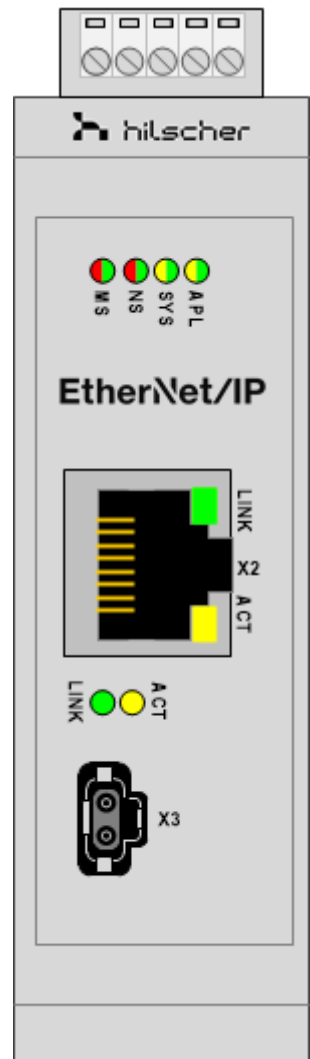 hilscher
MS NS SYS APL
EtherNet/IP
LINK
X2
ACT
LINK ACT
X3